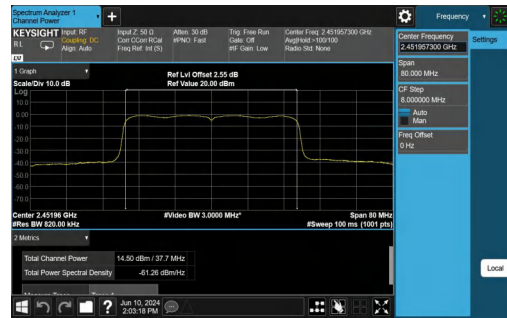 Spectrum Analyzer 1
Channel Power
Frequency
KEYSIGHT
RL
LV
Input: RF
Coupling: DC
Align: Auto
Input Z: 50 Ω
Corr CCorr RCal
Freq Ref: Int (S)
Atten: 30 dB
#PNO: Fast
Trig: Free Run
Gate: Off
#IF Gain: Low
Center Freq: 2.451957300 GHz
Avg|Hold:>100/100
Radio Std: None
Center Frequency
2.451957300 GHz
Settings
Span
80.000 MHz
CF Step
8.000000 MHz
Auto
Man
Freq Offset
0 Hz
Local
1 Graph
Scale/Div 10.0 dB
Ref Lvl Offset 2.55 dB
Ref Value 20.00 dBm
Log
10.0
0.00
-10.0
-20.0
-30.0
-40.0
-50.0
-60.0
-70.0
Center 2.45196 GHz
#Res BW 820.00 kHz
#Video BW 3.0000 MHz*
Span 80 MHz
#Sweep 100 ms (1001 pts)
2 Metrics
Total Channel Power 14.50 dBm / 37.7 MHz
Total Power Spectral Density -61.26 dBm/Hz
?
Jun 10, 2024
2:03:18 PM